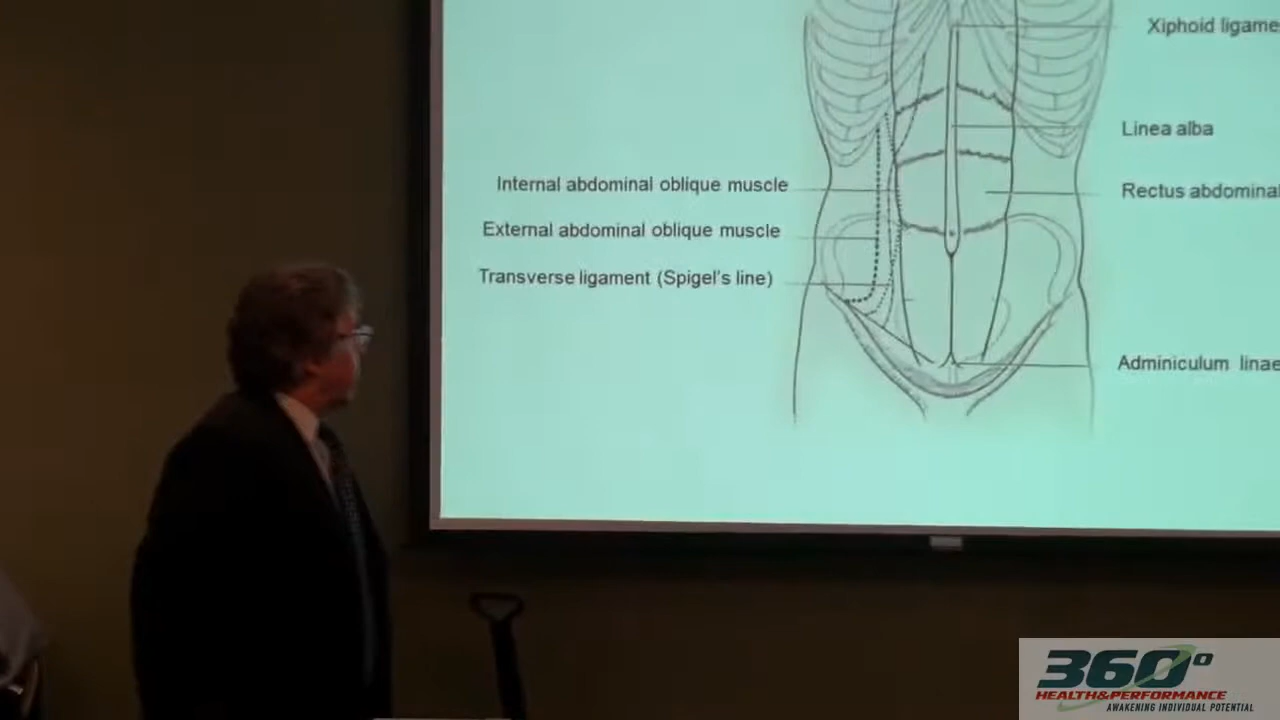 Xiphoid ligame
Linea alba
Internal abdominal oblique muscle
Rectus abdominal
External abdominal oblique muscle
Transverse ligament (Spigel's line)
Adminiculum linae
360°
HEALTH&PERFORMANCE
AWAKENING INDIVIDUAL POTENTIAL